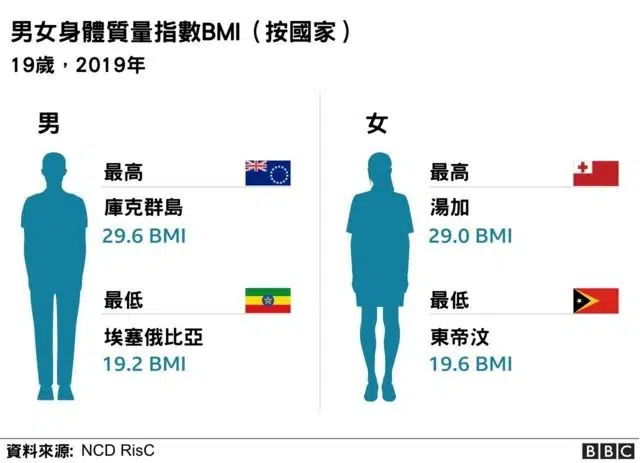 男女身體質量指數BMI（按國家）
19歲，2019年
男
最高
庫克群島
29.6 BMI
最低
埃塞俄比亞
19.2 BMI
女
最高
湯加
29.0 BMI
最低
東帝汶
19.6 BMI
資料來源: NCD RisC
BBC